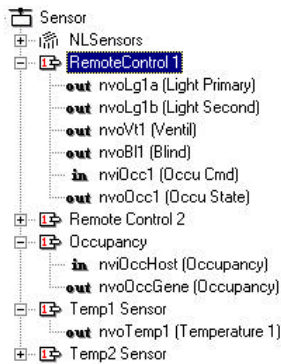 Sensor
NLSensors
RemoteControl 1
out nvoLg1a (Light Primary)
out nvoLg1b (Light Second)
out nvoVt1 (Ventil)
out nvoBl1 (Blind)
in nviOcc1 (Occu Cmd)
out nvoOcc1 (Occu State)
Remote Control 2
Occupancy
in nviOccHost (Occupancy)
out nvoOccGene (Occupancy)
Temp1 Sensor
out nvoTemp1 (Temperature 1)
Temp2 Sensor